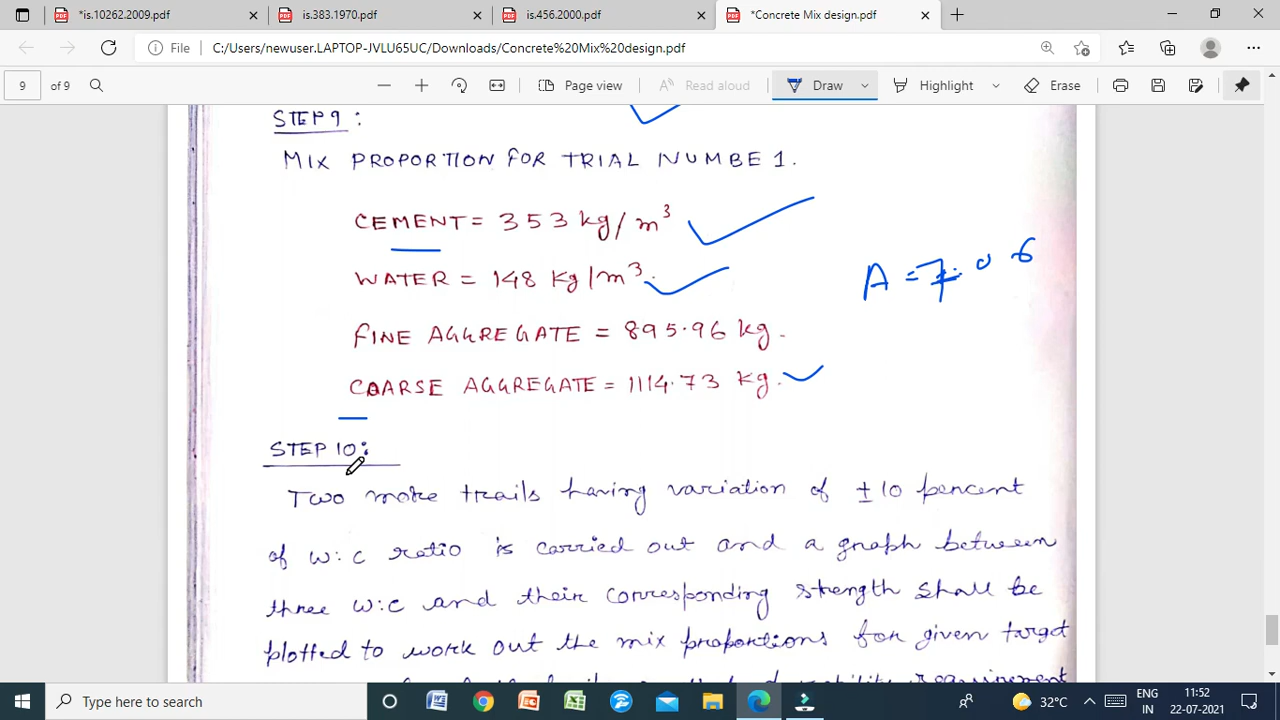 *is.10262.2009.pdf
is.383.1970.pdf
is.456.2000.pdf
*Concrete Mix design.pdf
File
C:/Users/newuser.LAPTOP-JVLU65UC/Downloads/Concrete%20Mix%20design.pdf
9 of 9
Page view
Read aloud
Draw
Highlight
Erase
STEP 9 :
MIX PROPORTION FOR TRIAL NUMBE 1.
CEMENT = 353 kg/m³
WATER = 148 kg/m³.
A = 7.06
FINE AGGREGATE = 895.96 kg.
COARSE AGGREGATE = 1114.73 kg.
STEP 10:
Two more trails having variation of ±10 percent
of w:c ratio is carried out and a graph between
three w:c and their corresponding strength shall be
plotted to work out the mix proportions for given target
requirement
Type here to search
32°C
ENG
IN
11:52
22-07-2021